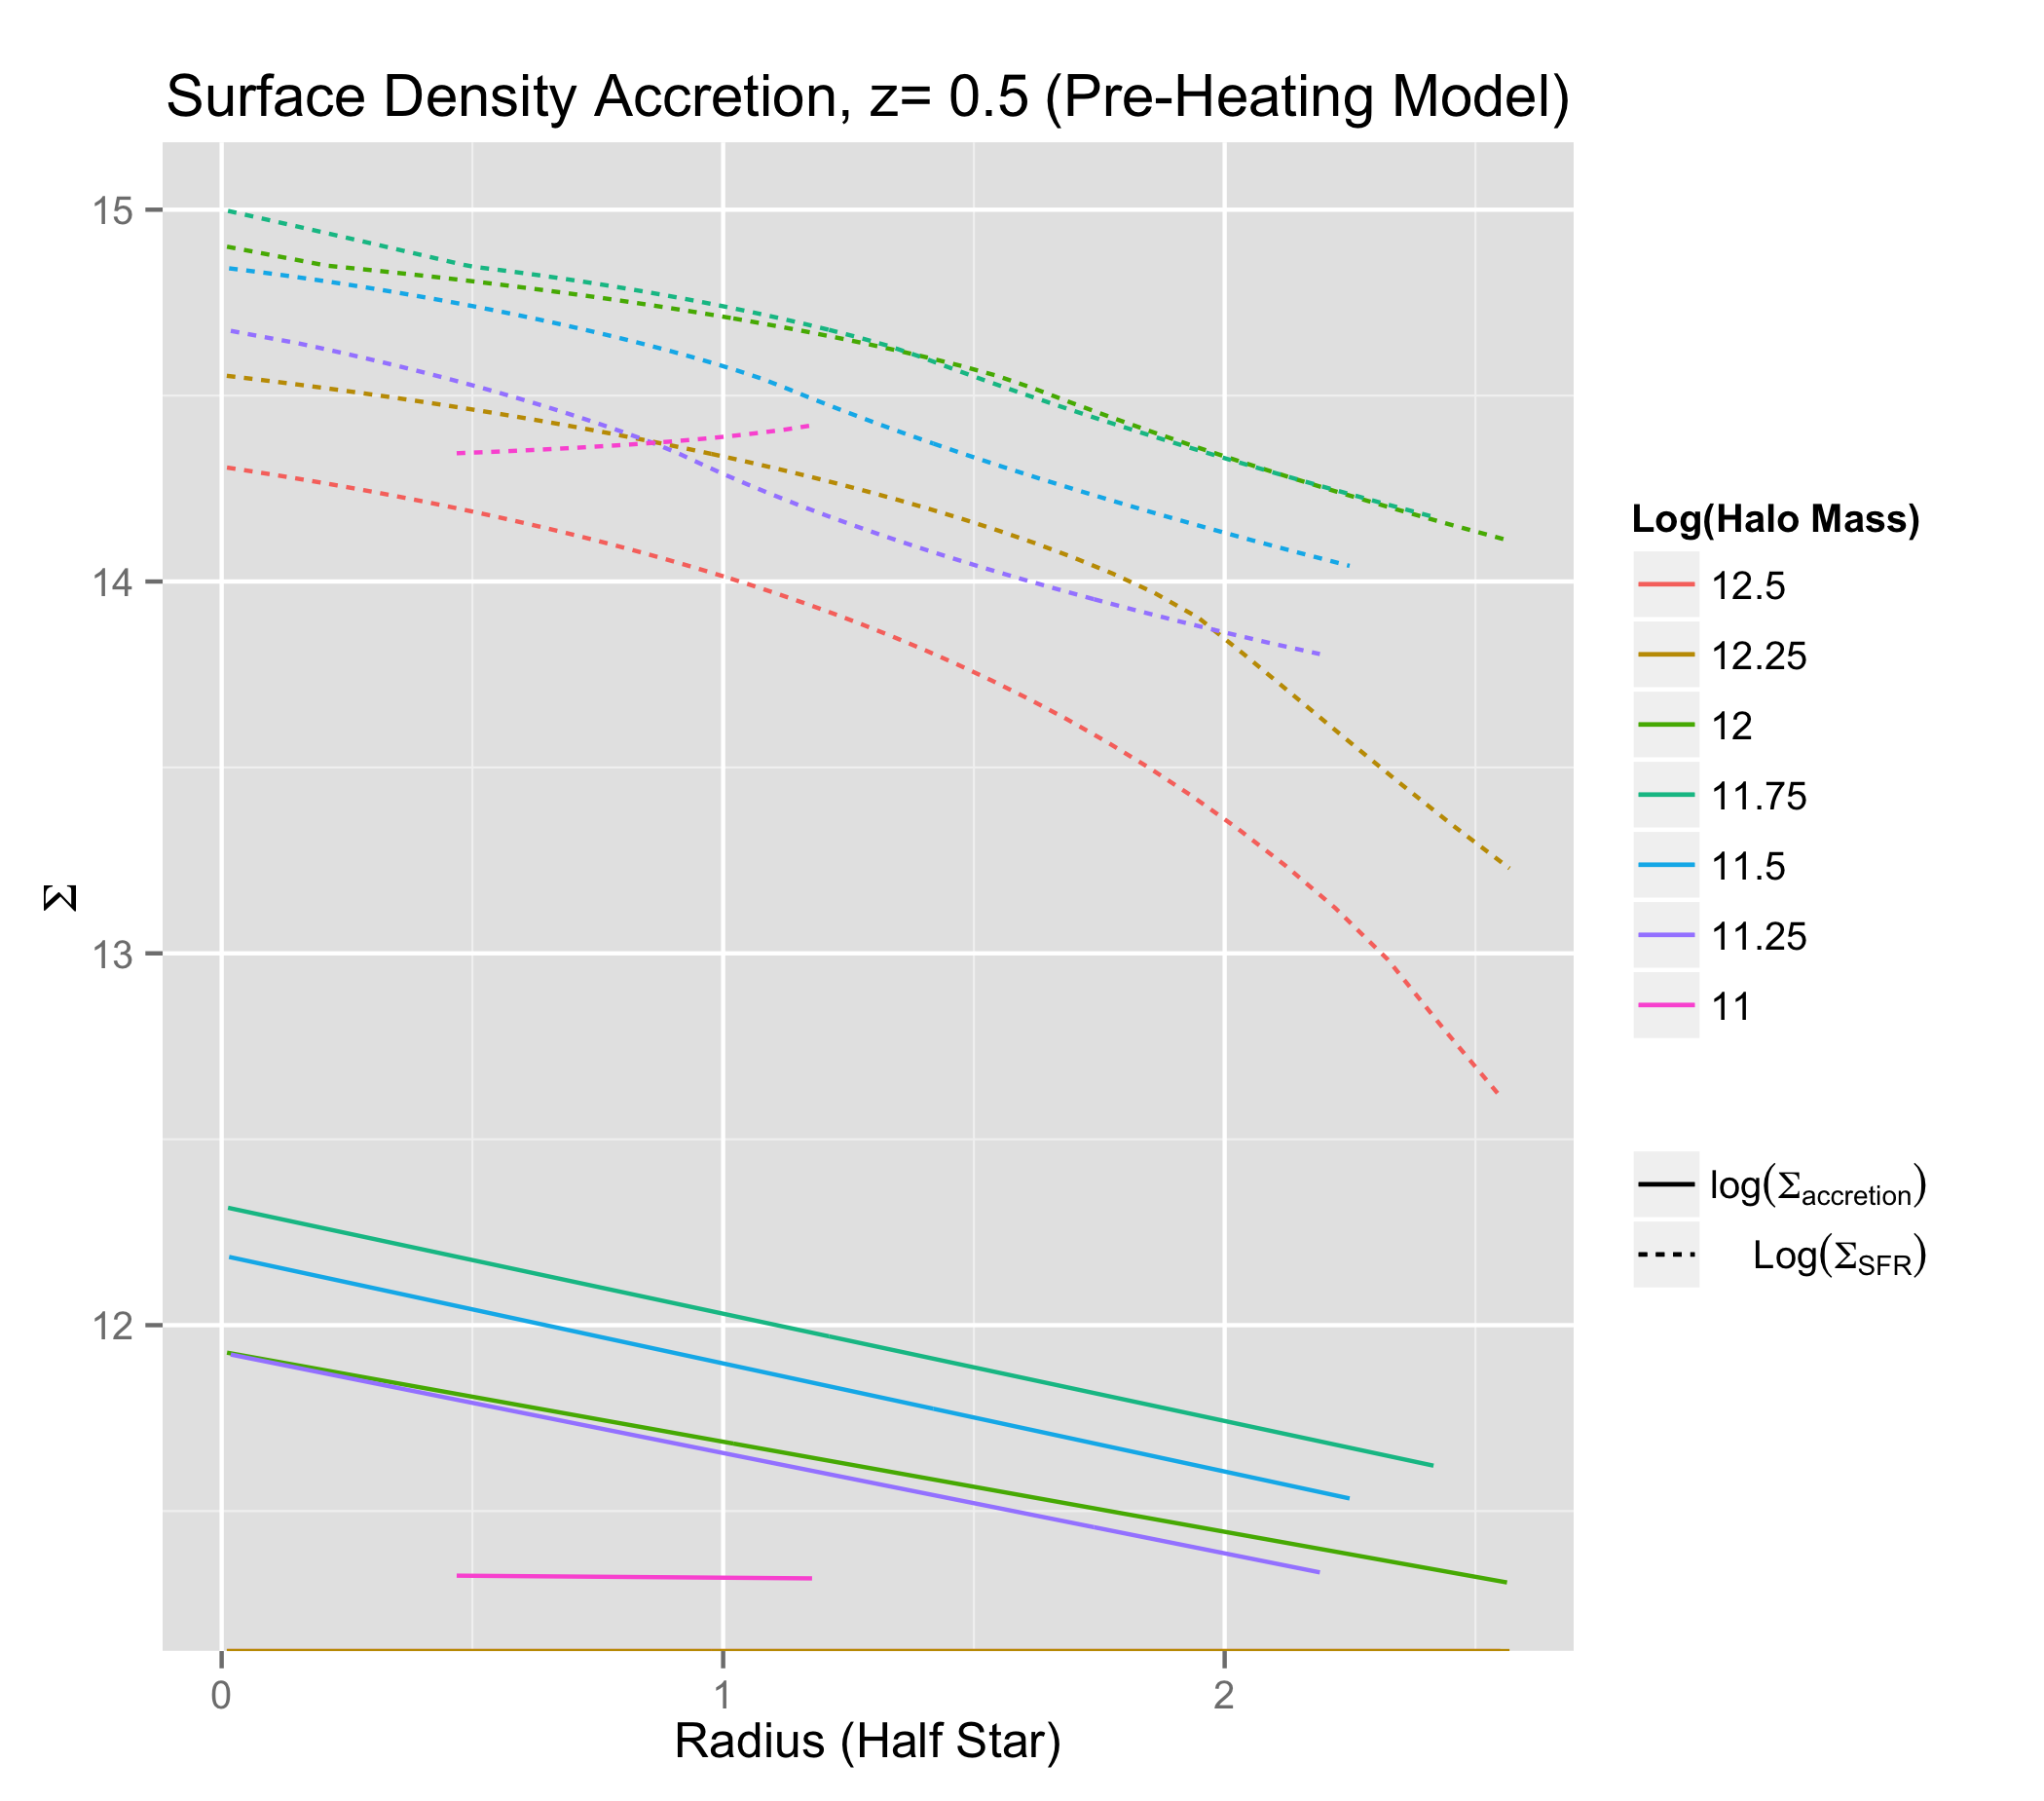 Surface Density Accretion, z= 0.5 (Pre-Heating Model)
15
14
13
12
Σ
0 1 2
Radius (Half Star)
Log(Halo Mass)
12.5
12.25
12
11.75
11.5
11.25
11
log(Σaccretion)
Log(ΣSFR)